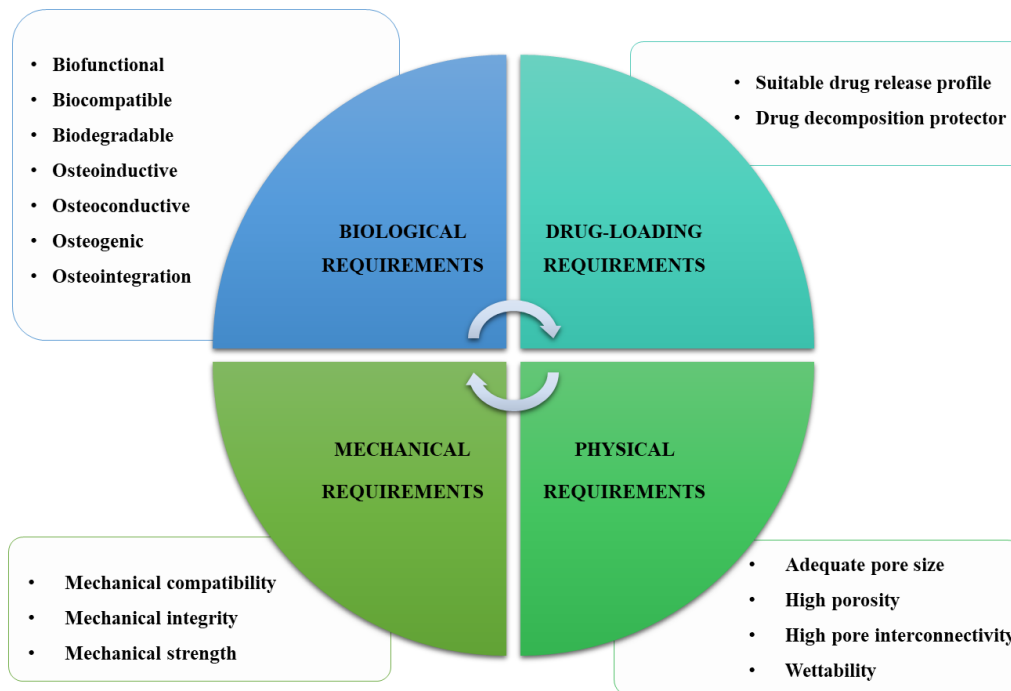 • Biofunctional
• Biocompatible
• Biodegradable
• Osteoinductive
• Osteoconductive
• Osteogenic
• Osteointegration
• Suitable drug release profile
• Drug decomposition protector
BIOLOGICAL
REQUIREMENTS
DRUG-LOADING
REQUIREMENTS
MECHANICAL
REQUIREMENTS
PHYSICAL
REQUIREMENTS
• Mechanical compatibility
• Mechanical integrity
• Mechanical strength
• Adequate pore size
• High porosity
• High pore interconnectivity
• Wettability